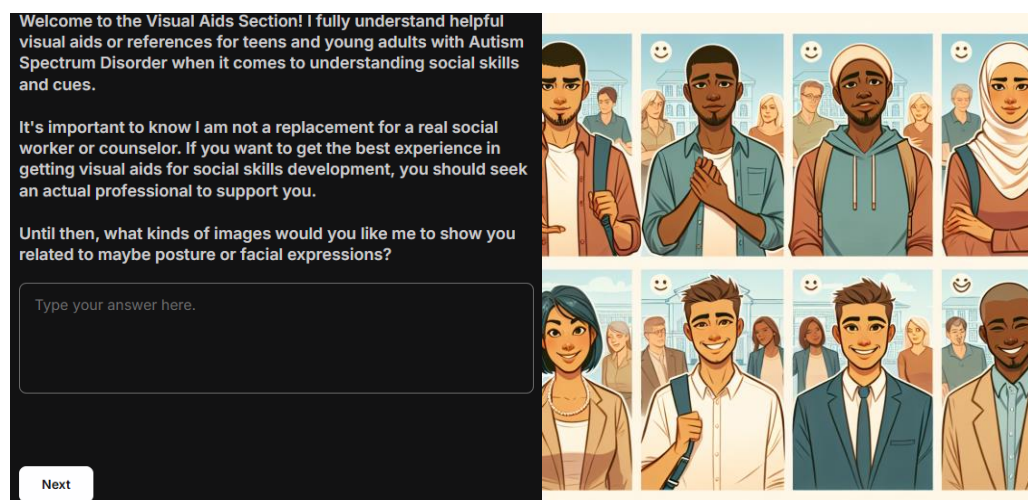 Welcome to the Visual Aids Section! I fully understand helpful
visual aids or references for teens and young adults with Autism
Spectrum Disorder when it comes to understanding social skills
and cues.
It's important to know I am not a replacement for a real social
worker or counselor. If you want to get the best experience in
getting visual aids for social skills development, you should seek
an actual professional to support you.
Until then, what kinds of images would you like me to show you
related to maybe posture or facial expressions?
Type your answer here.
Next